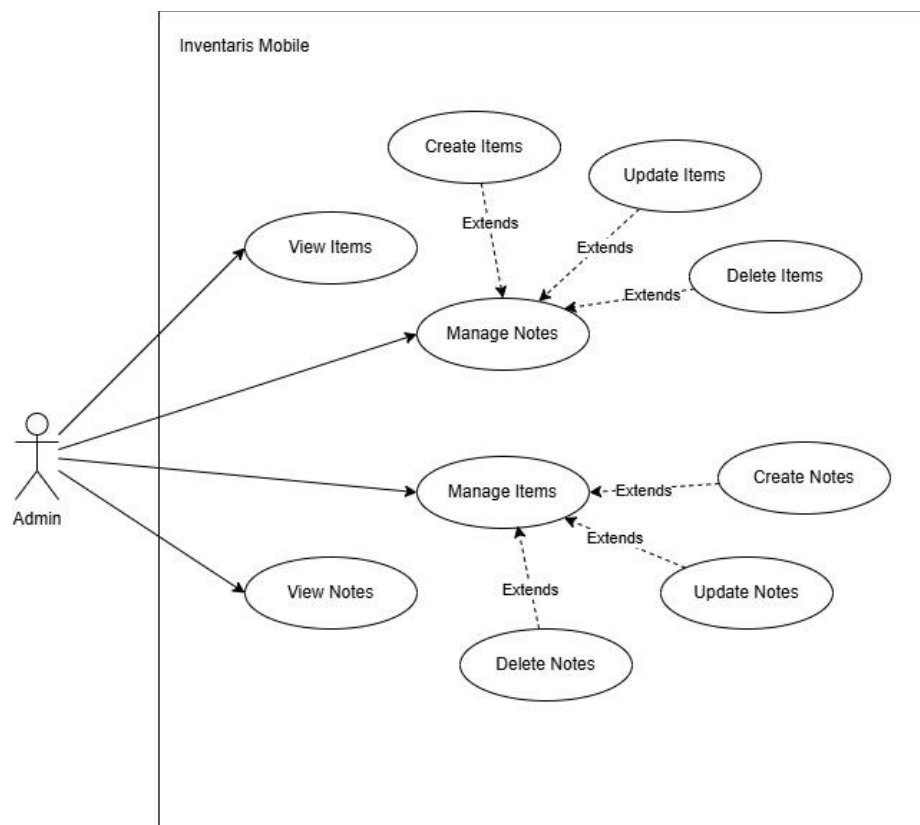 Inventaris Mobile
Create Items
Update Items
Extends
View Items
Extends
Delete Items
Extends
Manage Notes
Admin
Create Notes
Manage Items
Extends
Extends
View Notes
Extends
Update Notes
Delete Notes